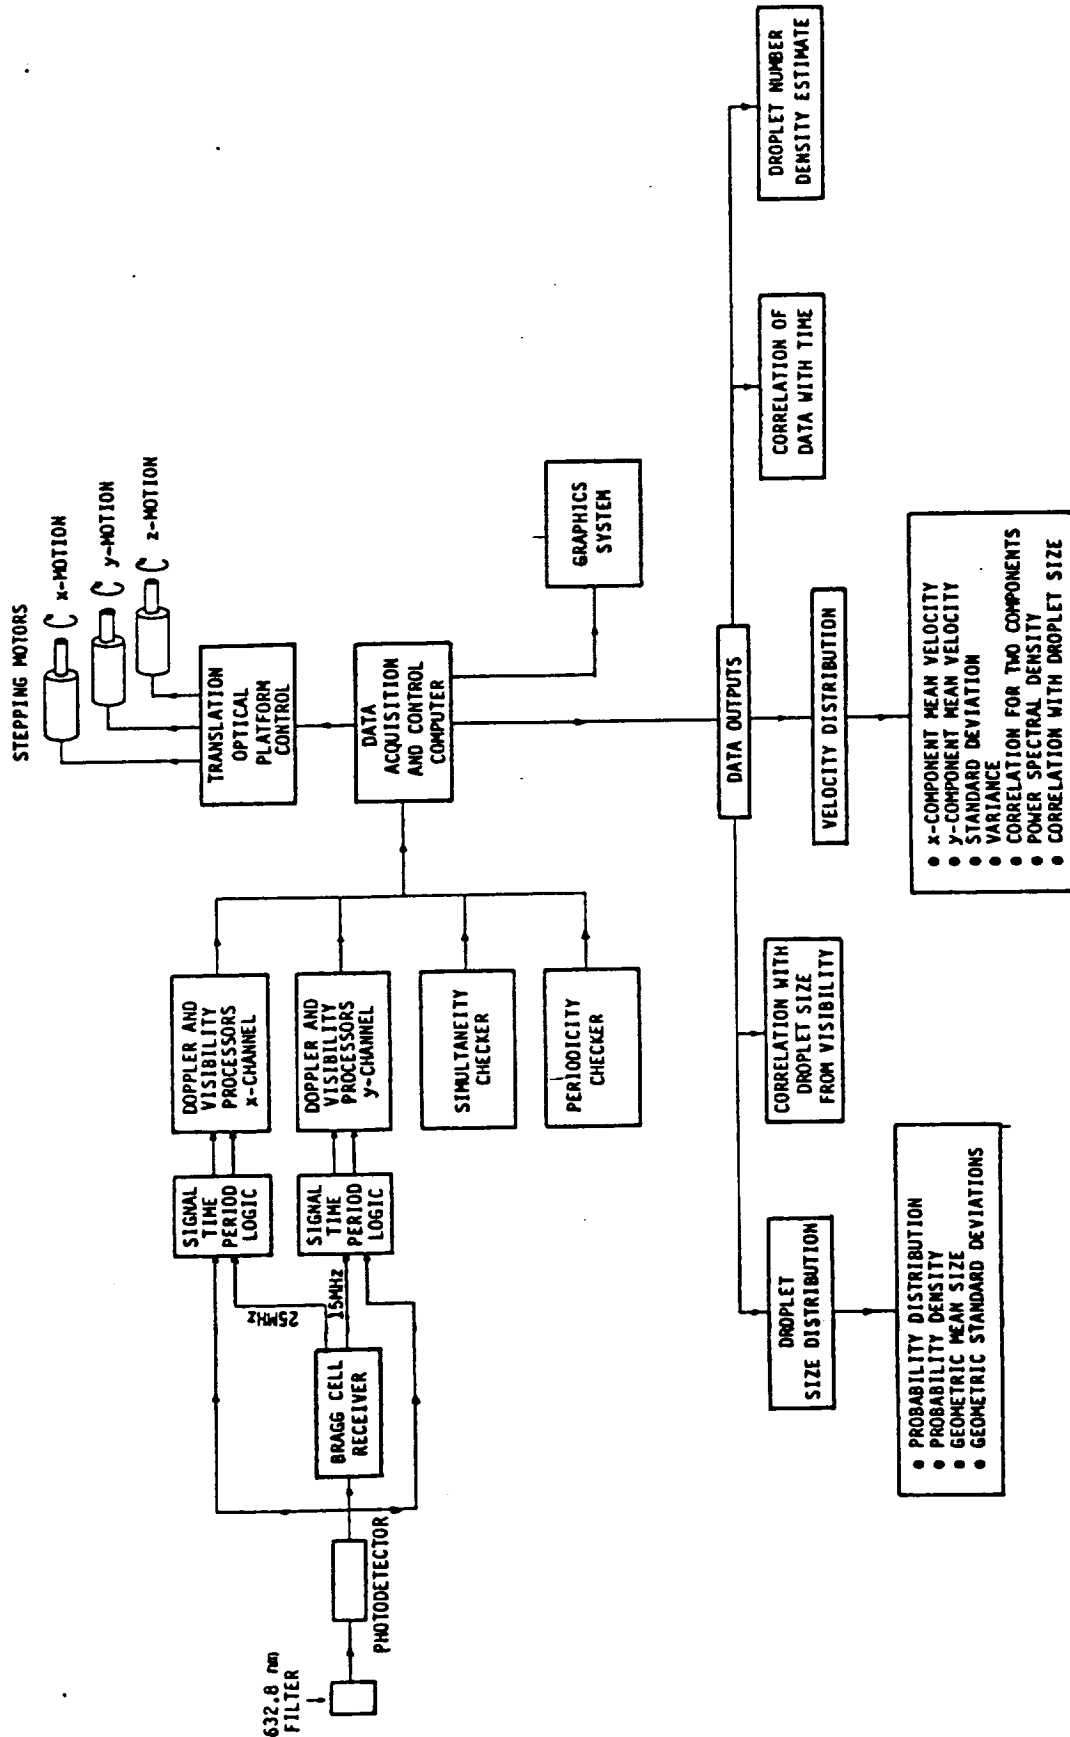 STEPPING MOTORS
x-MOTION
y-MOTION
z-MOTION
TRANSLATION
OPTICAL
PLATFORM
CONTROL
632.8 nm
FILTER
PHOTODETECTOR
BRAGG CELL
RECEIVER
25MHz
15MHz
SIGNAL
TIME
PERIOD
LOGIC
SIGNAL
TIME
PERIOD
LOGIC
DOPPLER AND
VISIBILITY
PROCESSORS
x-CHANNEL
DOPPLER AND
VISIBILITY
PROCESSORS
y-CHANNEL
SIMULTANEITY
CHECKER
PERIODICITY
CHECKER
DATA
ACQUISITION
AND CONTROL
COMPUTER
GRAPHICS
SYSTEM
DATA OUTPUTS
DROPLET
SIZE DISTRIBUTION
CORRELATION WITH
DROPLET SIZE
FROM VISIBILITY
VELOCITY DISTRIBUTION
CORRELATION OF
DATA WITH TIME
DROPLET NUMBER
DENSITY ESTIMATE
● PROBABILITY DISTRIBUTION
● PROBABILITY DENSITY
● GEOMETRIC MEAN SIZE
● GEOMETRIC STANDARD DEVIATIONS
● x-COMPONENT MEAN VELOCITY
● y-COMPONENT MEAN VELOCITY
● STANDARD DEVIATION
● VARIANCE
● CORRELATION FOR TWO COMPONENTS
● POWER SPECTRAL DENSITY
● CORRELATION WITH DROPLET SIZE